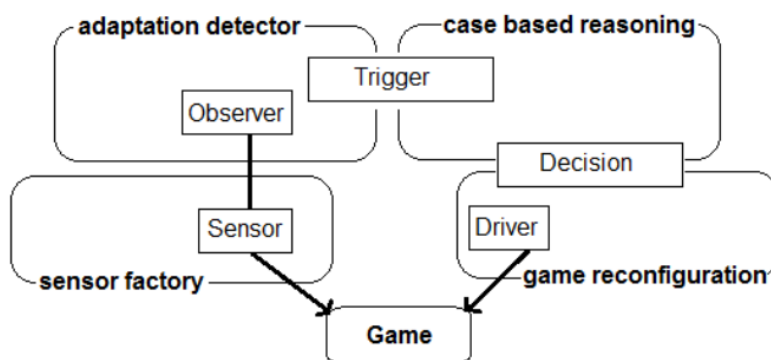 adaptation detector
case based reasoning
Trigger
Observer
Decision
Sensor
Driver
sensor factory
game reconfiguration
Game